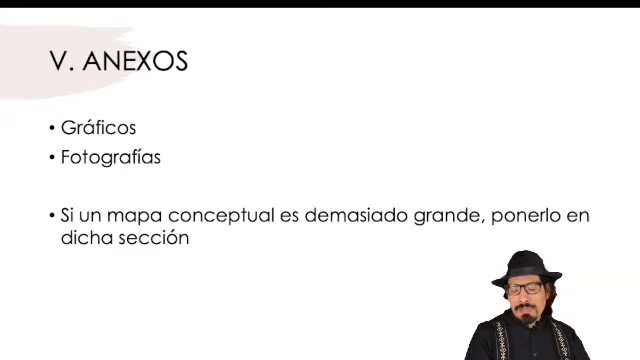 V. ANEXOS
• Gráficos
• Fotografías
• Si un mapa conceptual es demasiado grande, ponerlo en
dicha sección